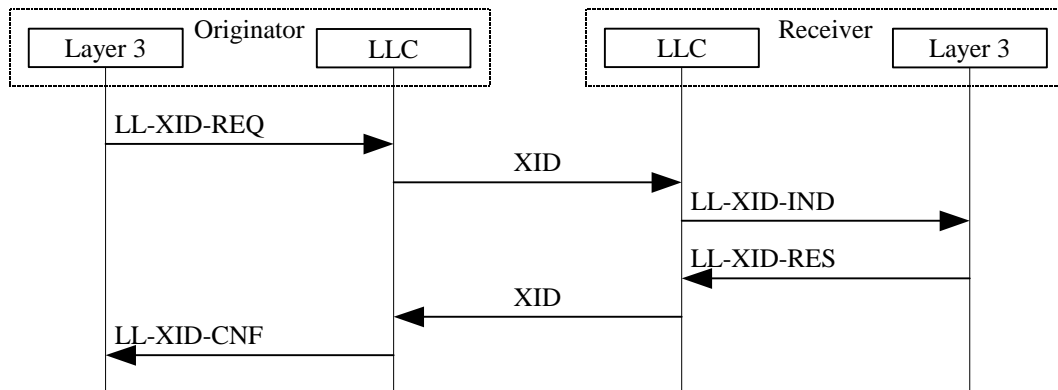 Originator
Receiver
Layer 3
LLC
LLC
Layer 3
LL-XID-REQ
XID
LL-XID-IND
LL-XID-RES
XID
LL-XID-CNF